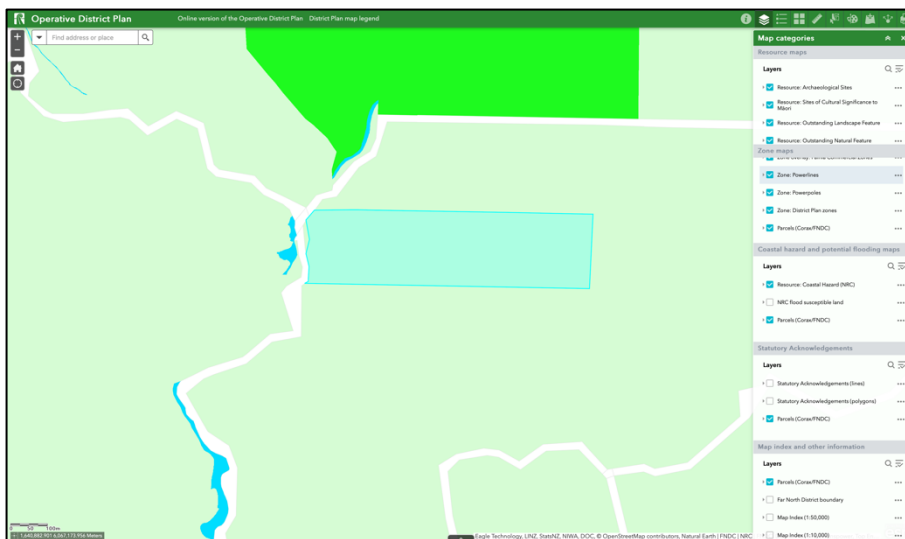 Operative District Plan
Online version of the Operative District Plan
District Plan map legend
Find address or place
Map categories
Resource maps
Layers
Resource: Archaeological Sites
Resource: Sites of Cultural Significance to
Māori
Resource: Outstanding Landscape Feature
Resource: Outstanding Natural Feature
Zone maps
Zone: Powerlines
Zone: Powerpoles
Zone: District Plan zones
Parcels (Corax/FNDC)
Coastal hazard and potential flooding maps
Layers
Resource: Coastal Hazard (NRC)
NRC flood susceptible land
Parcels (Corax/FNDC)
Statutory Acknowledgements
Layers
Statutory Acknowledgements (lines)
Statutory Acknowledgements (polygons)
Parcels (Corax/FNDC)
Map index and other information
Layers
Parcels (Corax/FNDC)
Far North District boundary
Map Index (1:50,000)
Map Index (1:10,000)
0 50 100m
Eagle Technology, LINZ, StatsNZ, NIWA, DOC, © OpenStreetMap contributors, Natural Earth | FNDC | NRC